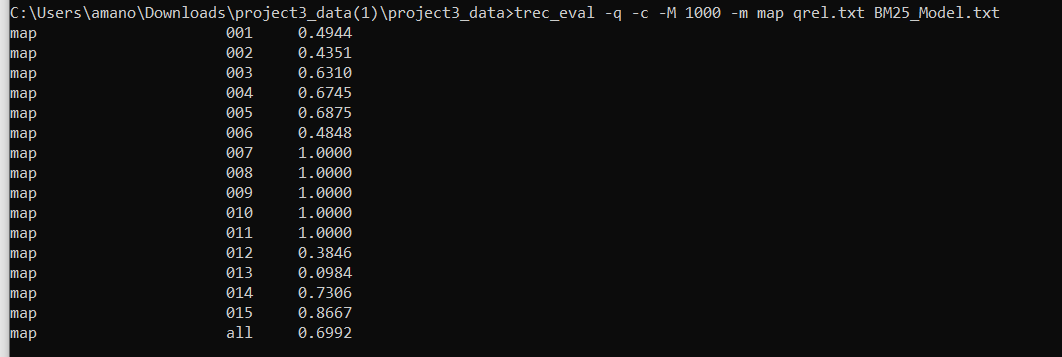 C:\Users\amano\Downloads\project3_data(1)\project3_data>trec_eval -q -c -M 1000 -m map qrel.txt BM25_Model.txt
map 001 0.4944
map 002 0.4351
map 003 0.6310
map 004 0.6745
map 005 0.6875
map 006 0.4848
map 007 1.0000
map 008 1.0000
map 009 1.0000
map 010 1.0000
map 011 1.0000
map 012 0.3846
map 013 0.0984
map 014 0.7306
map 015 0.8667
map all 0.6992